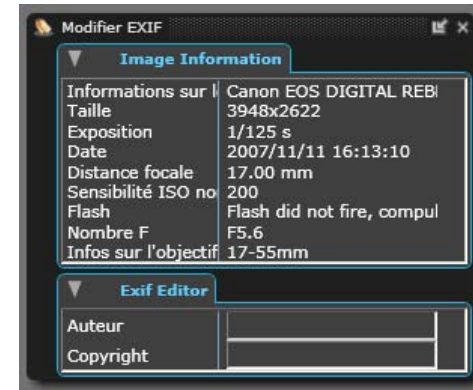 Modifier EXIF
Image Information
Informations sur l Canon EOS DIGITAL REB
Taille 3948x2622
Exposition 1/125 s
Date 2007/11/11 16:13:10
Distance focale 17.00 mm
Sensibilité ISO no 200
Flash Flash did not fire, compul
Nombre F F5.6
Infos sur l'objectif 17-55mm
Exif Editor
Auteur
Copyright